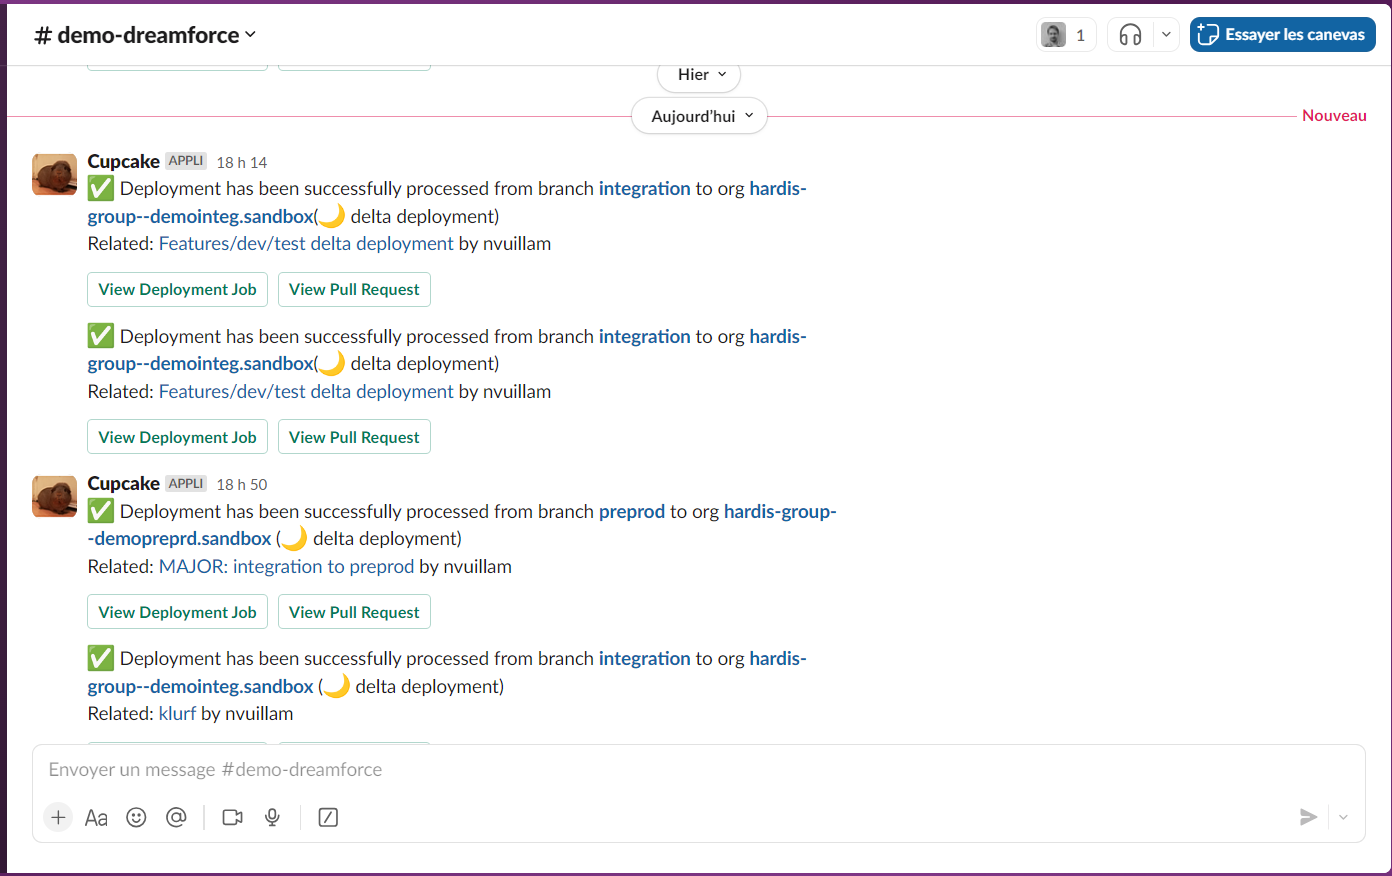 # demo-dreamforce
1
Essayer les canevas
Hier
Aujourd'hui
Nouveau
Cupcake APPLI 18 h 14
✅ Deployment has been successfully processed from branch integration to org hardis-
group--demointeg.sandbox(🌙 delta deployment)
Related: Features/dev/test delta deployment by nvuillam
View Deployment Job View Pull Request
✅ Deployment has been successfully processed from branch integration to org hardis-
group--demointeg.sandbox(🌙 delta deployment)
Related: Features/dev/test delta deployment by nvuillam
View Deployment Job View Pull Request
Cupcake APPLI 18 h 50
✅ Deployment has been successfully processed from branch preprod to org hardis-group-
-demopreprd.sandbox (🌙 delta deployment)
Related: MAJOR: integration to preprod by nvuillam
View Deployment Job View Pull Request
✅ Deployment has been successfully processed from branch integration to org hardis-
group--demointeg.sandbox (🌙 delta deployment)
Related: klurf by nvuillam
Envoyer un message #demo-dreamforce
Aa